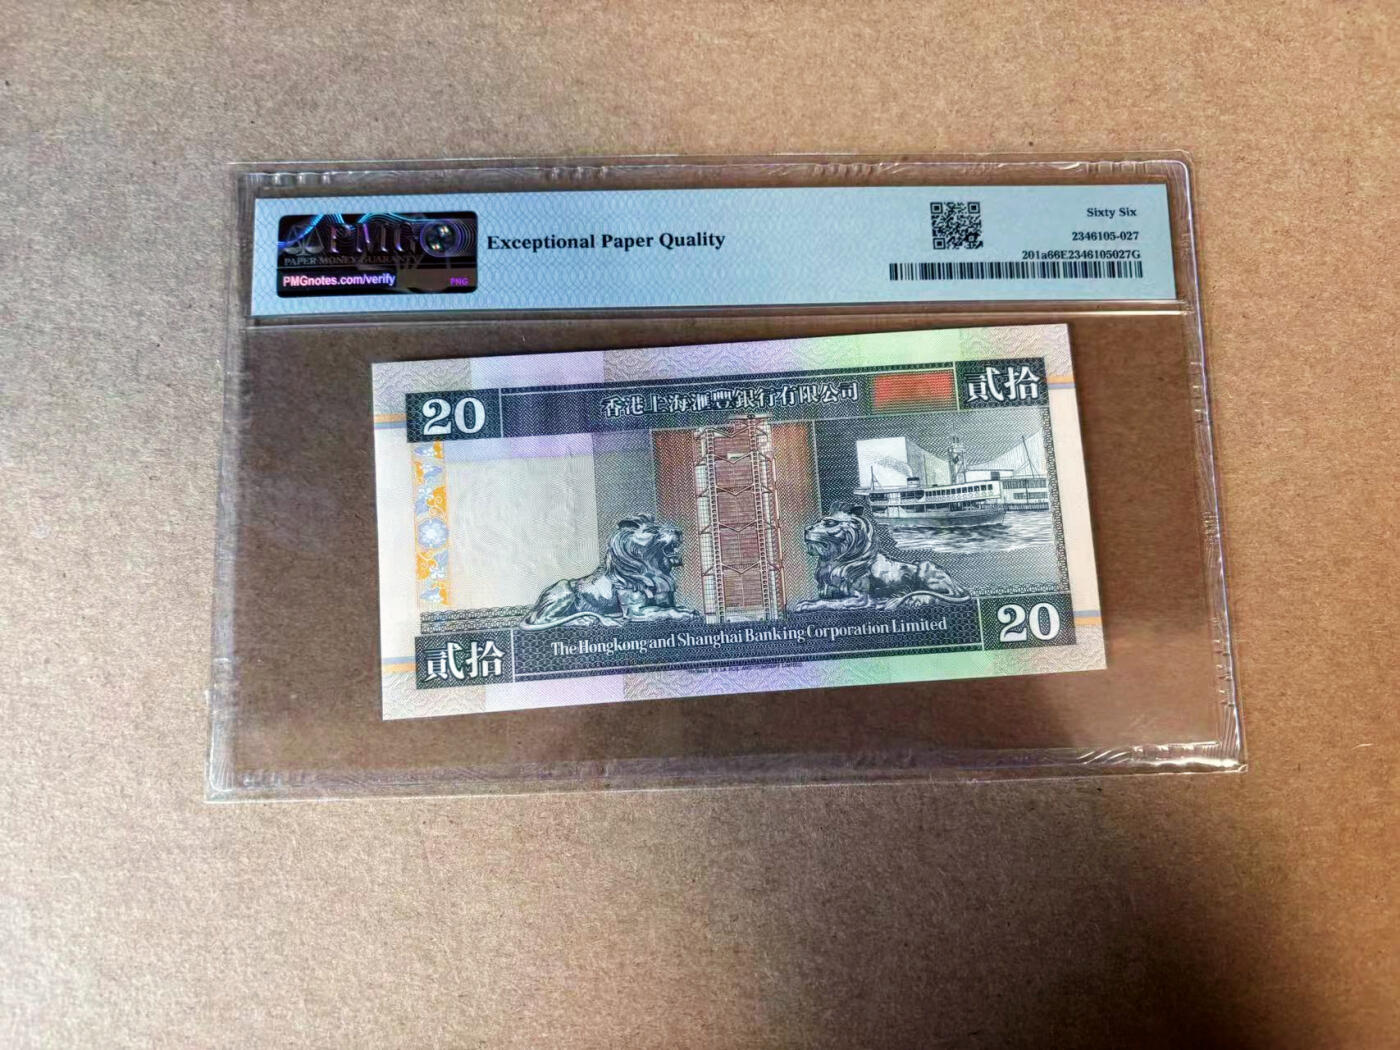 PMG
PAPER MONEY GUARANTY
PMGnotes.com/verify
PNG
Exceptional Paper Quality
Sixty Six
2346105-027
201a66E2346105027G
20
香港上海滙豐銀行有限公司
貳拾
貳拾
The Hongkong and Shanghai Banking Corporation Limited
20